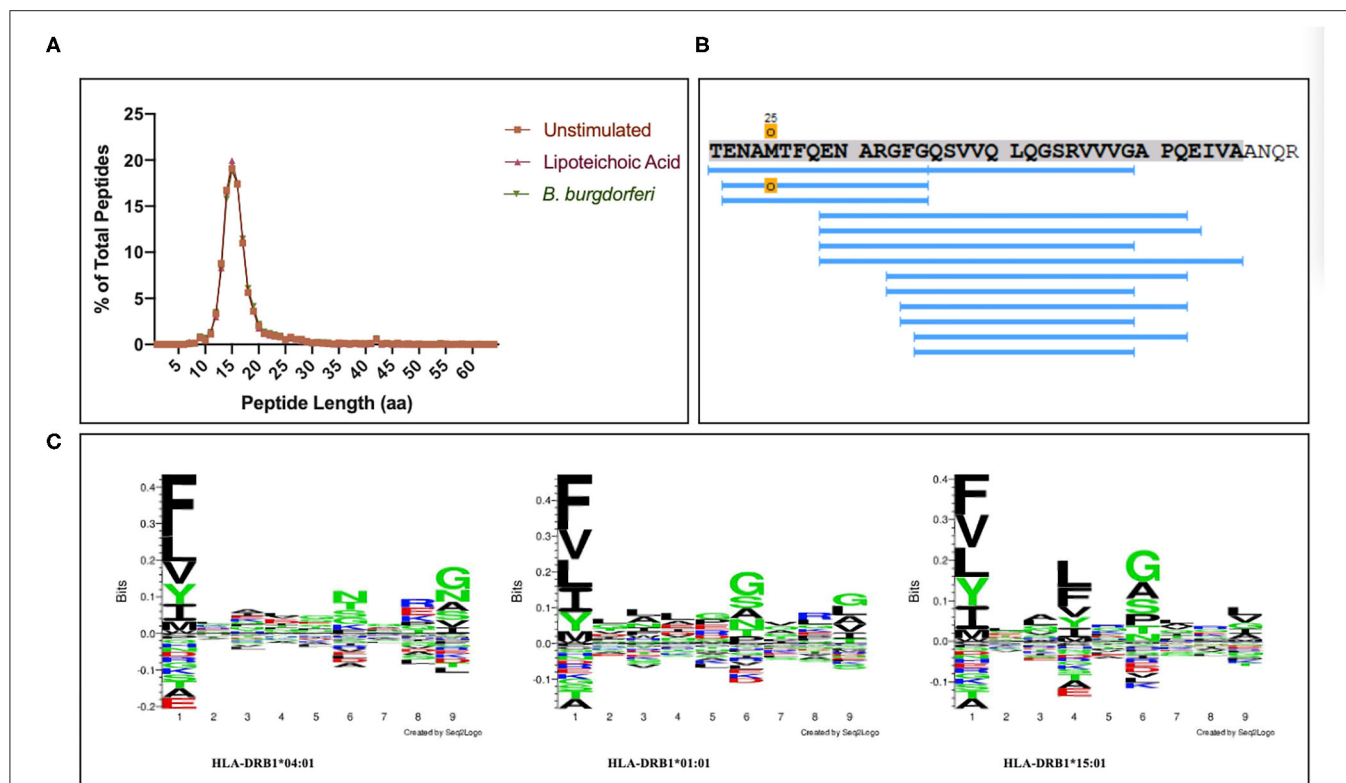 A
B
25
20
15
10
5
0
% of Total Peptides
5 10 15 20 25 30 35 40 45 50 55 60
Peptide Length (aa)
Unstimulated
Lipoteichoic Acid
B. burgdorferi
25
o
TENAMTFQEN ARGFGQSVVQ LQGSRVVVGA PQEIVAANQR
o
C
0.4
0.3
0.2
0.1
0.0
-0.1
-0.2
Bits
1 2 3 4 5 6 7 8 9
Created by Seq2Logo
HLA-DRB1*04:01
0.4
0.3
0.2
0.1
0.0
-0.1
Bits
1 2 3 4 5 6 7 8 9
Created by Seq2Logo
HLA-DRB1*01:01
0.4
0.3
0.2
0.1
0.0
-0.1
Bits
1 2 3 4 5 6 7 8 9
Created by Seq2Logo
HLA-DRB1*15:01